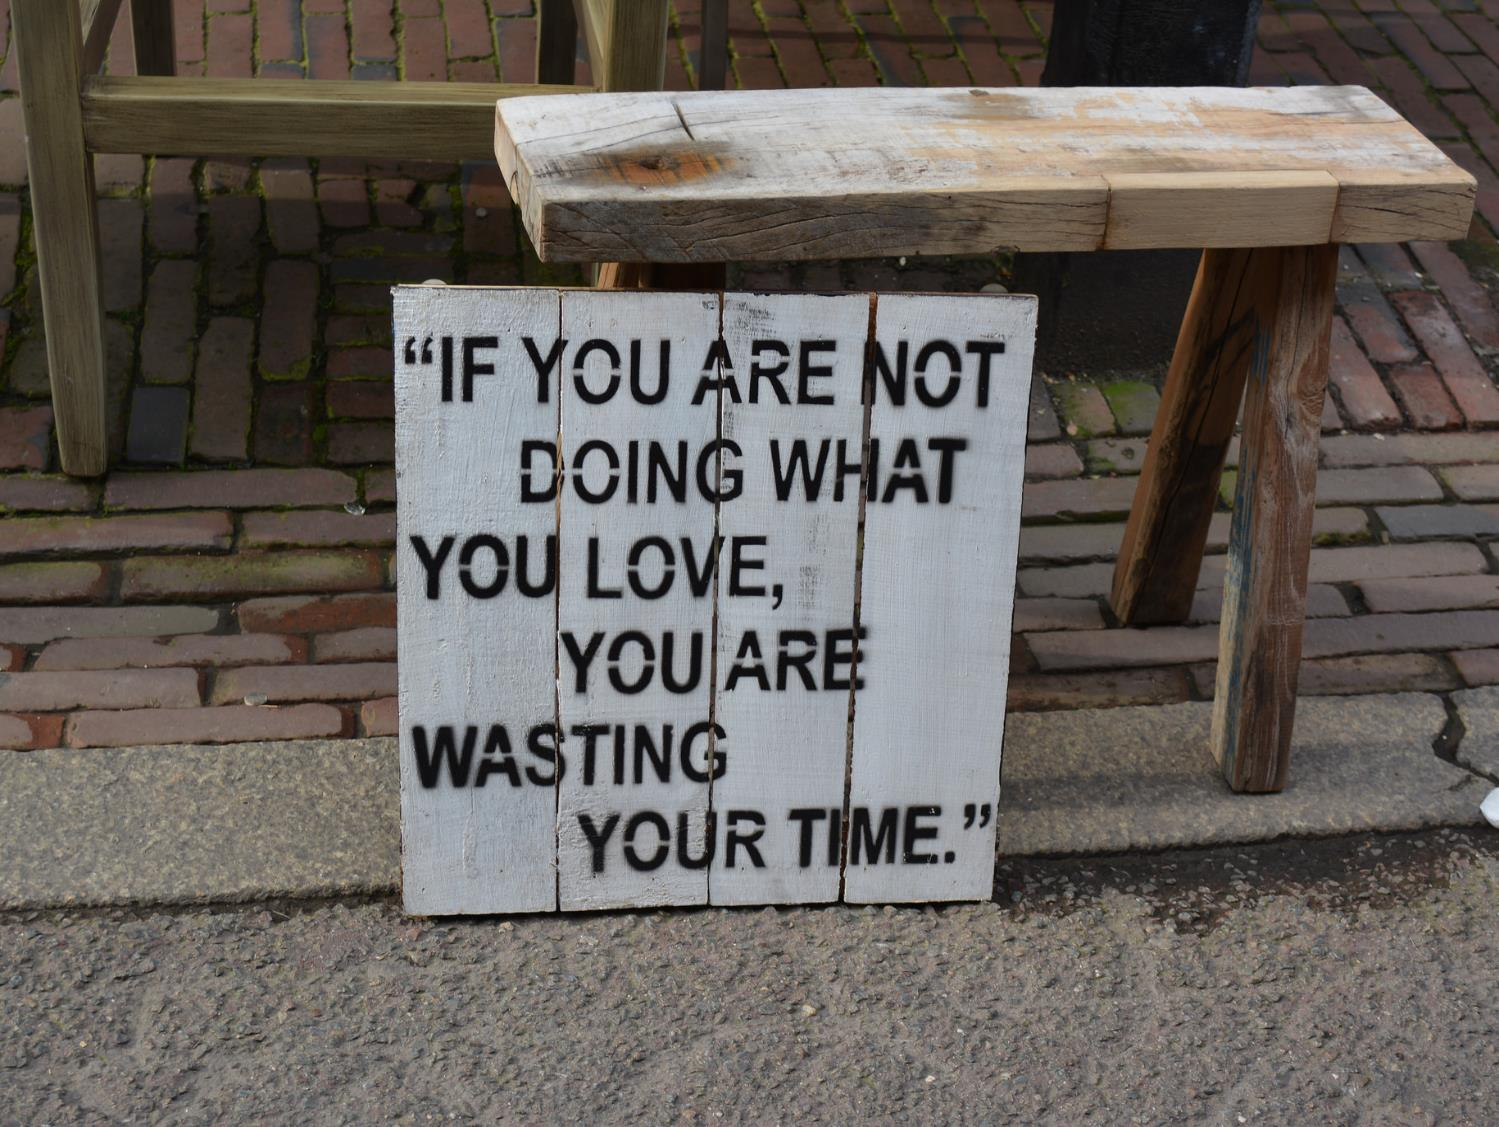 “IF YOU ARE NOT
DOING WHAT
YOU LOVE,
YOU ARE
WASTING
YOUR TIME.”